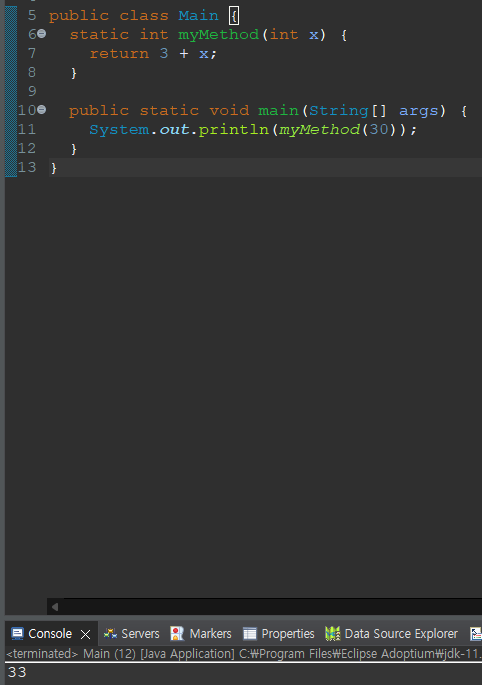 5 public class Main {
6 static int myMethod(int x) {
7 return 3 + x;
8 }
9
10 public static void main(String[] args) {
11 System.out.println(myMethod(30));
12 }
13 }
Console Servers Markers Properties Data Source Explorer
<terminated> Main (12) [Java Application] C:₩Program Files₩Eclipse Adoptium₩jdk-11.
33